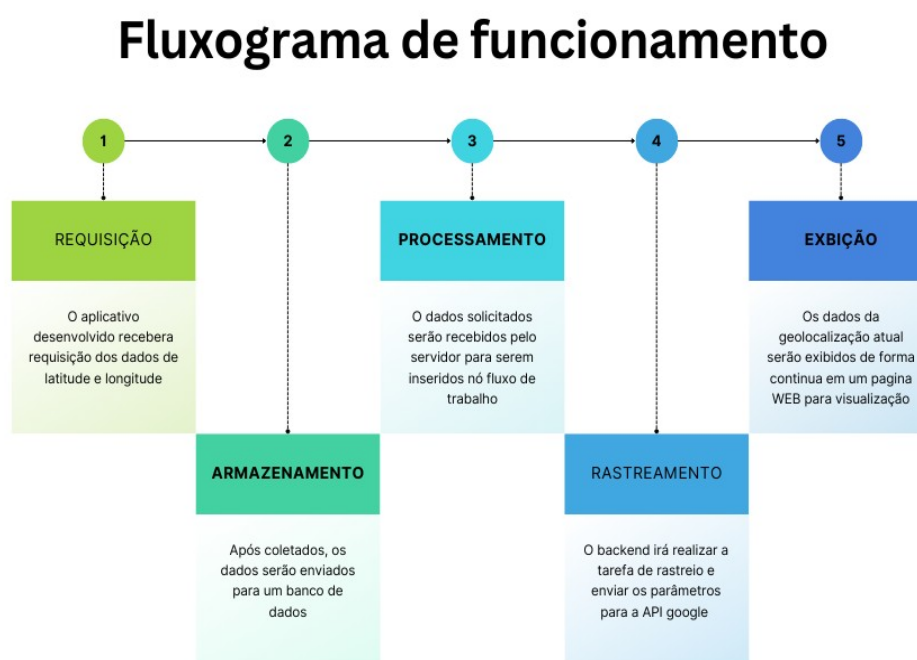 Fluxograma de funcionamento
1
2
3
4
5
REQUISIÇÃO
O aplicativo
desenvolvido recebera
requisição dos dados de
latitude e longitude
ARMAZENAMENTO
Após coletados, os
dados serão enviados
para um banco de
dados
PROCESSAMENTO
O dados solicitados
serão recebidos pelo
servidor para serem
inseridos nó fluxo de
trabalho
RASTREAMENTO
O backend irá realizar a
tarefa de rastreio e
enviar os parâmetros
para a API google
EXBIÇÃO
Os dados da
geolocalização atual
serão exibidos de forma
continua em um pagina
WEB para visualização